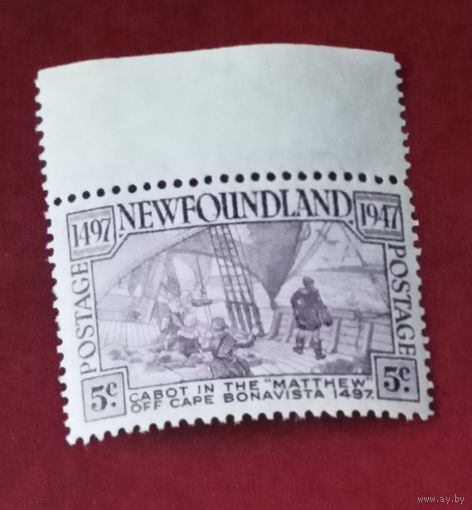 1497 NEWFOUNDLAND 1947
POSTAGE
POSTAGE
5c
5c
CABOT IN THE "MATTHEW"
OFF CAPE BONAVISTA 1497.
© www.ay.by